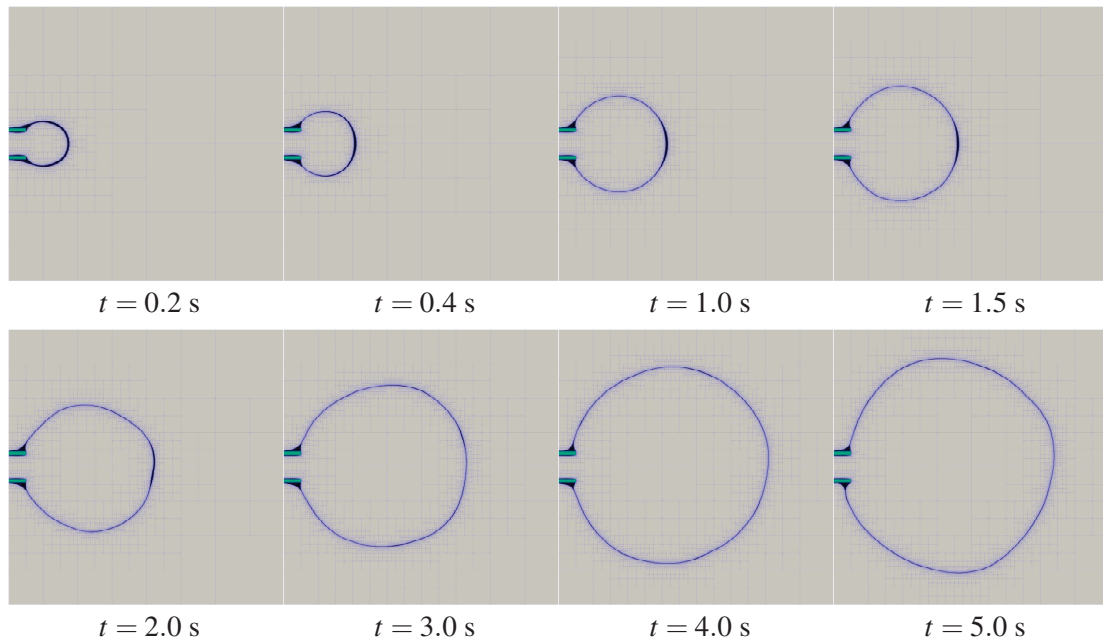 t = 0.2 s t = 0.4 s t = 1.0 s t = 1.5 s
t = 2.0 s t = 3.0 s t = 4.0 s t = 5.0 s